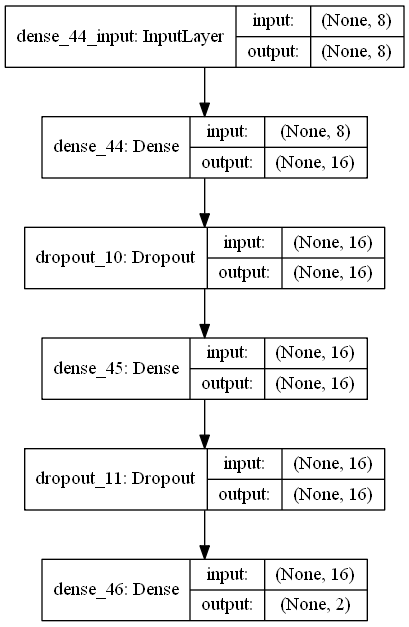 dense_44_input: InputLayer
input: (None, 8)
output: (None, 8)
dense_44: Dense
input: (None, 8)
output: (None, 16)
dropout_10: Dropout
input: (None, 16)
output: (None, 16)
dense_45: Dense
input: (None, 16)
output: (None, 16)
dropout_11: Dropout
input: (None, 16)
output: (None, 16)
dense_46: Dense
input: (None, 16)
output: (None, 2)